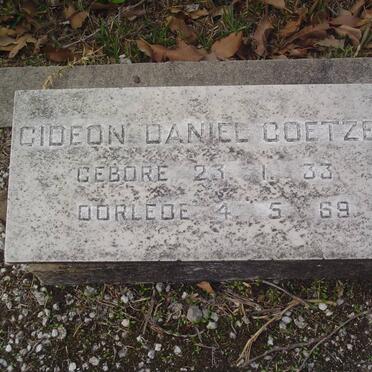 GIDEON DANIEL COETZE
GEBORE 23 1 33
OORLEDE 4 5 69